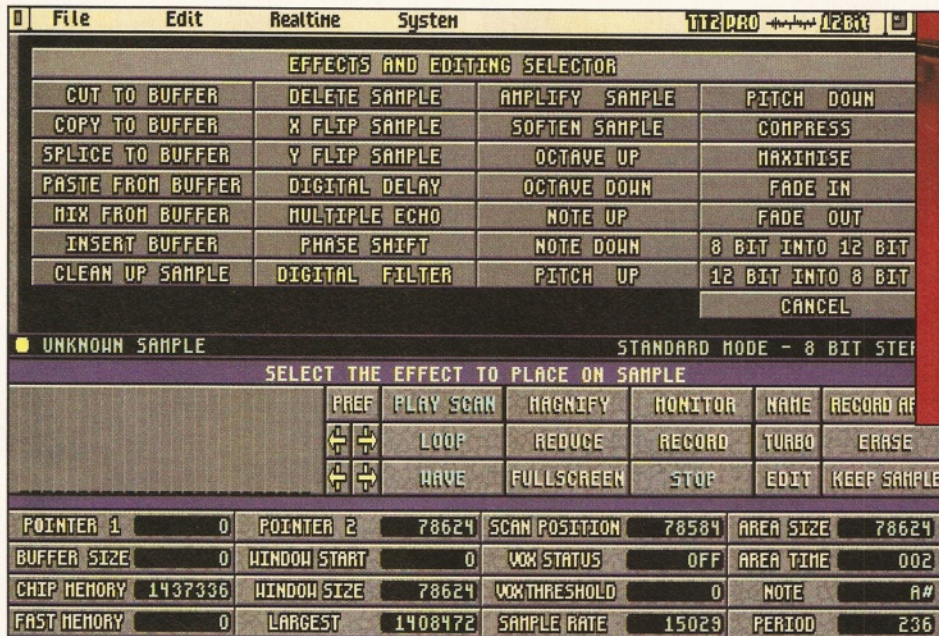 File Edit Realtime System TT2 PRO 12Bit
EFFECTS AND EDITING SELECTOR
CUT TO BUFFER DELETE SAMPLE AMPLIFY SAMPLE PITCH DOWN
COPY TO BUFFER X FLIP SAMPLE SOFTEN SAMPLE COMPRESS
SPLICE TO BUFFER Y FLIP SAMPLE OCTAVE UP MAXIMISE
PASTE FROM BUFFER DIGITAL DELAY OCTAVE DOWN FADE IN
MIX FROM BUFFER MULTIPLE ECHO NOTE UP FADE OUT
INSERT BUFFER PHASE SHIFT NOTE DOWN 8 BIT INTO 12 BIT
CLEAN UP SAMPLE DIGITAL FILTER PITCH UP 12 BIT INTO 8 BIT
CANCEL
UNKNOWN SAMPLE STANDARD MODE - 8 BIT STE
SELECT THE EFFECT TO PLACE ON SAMPLE
PREF PLAY SCAN MAGNIFY MONITOR NAME RECORD
LOOP REDUCE RECORD TURBO ERASE
WAVE FULLSCREEN STOP EDIT KEEP SAMPLE
POINTER 1 0 POINTER 2 78624 SCAN POSITION 78584 AREA SIZE 78624
BUFFER SIZE 0 WINDOW START 0 VOX STATUS OFF AREA TIME 002
CHIP MEMORY 1437336 WINDOW SIZE 78624 VOX THRESHOLD 0 NOTE A#
FAST MEMORY 0 LARGEST 1408472 SAMPLE RATE 15029 PERIOD 236